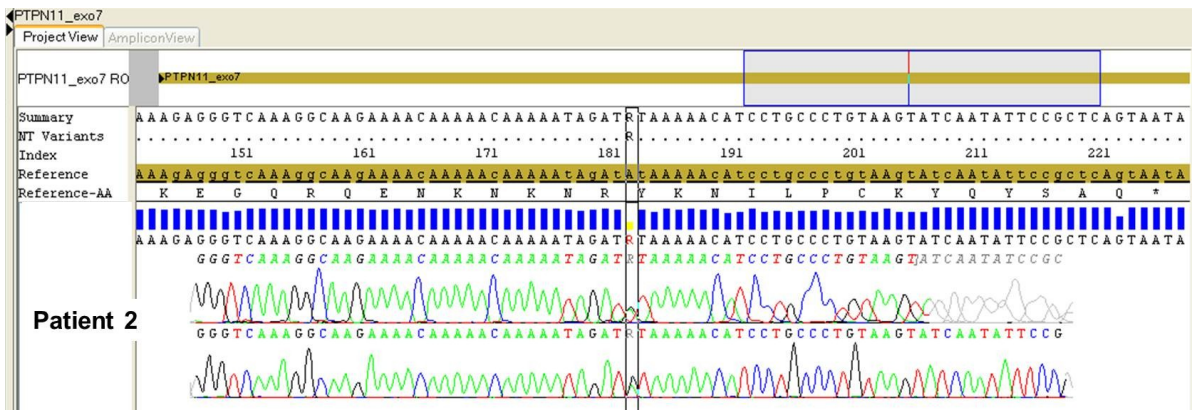 PTPN11_exo7
Project View AmpliconView
PTPN11_exo7 RO PTPN11_exo7
Summary AAAGAGGGTCAAAGGCAAGAAAACAAAAACAAAAATAGATRTAAAAACATCCTGCCCTGTAAGTATCAATATTCCGCTCAGTAATA
NT Variants ........................................R.............................................
Index 151 161 171 181 191 201 211 221
Reference AAAgAgggtcAAAggcAAgAAAAcAAAAAcAAAAAtAgAtAtAAAAAcAtcctgccctgtAAgtAtcAAtAttccgctcAgtAAtA
Reference-AA K E G Q R Q E N K N K N R Y K N I L P C K Y Q Y S A Q *
AAAGAGGGTCAAAGGCAAGAAAACAAAAACAAAAATAGATRTAAAAACATCCTGCCCTGTAAGTATCAATATTCCGCTCAGTAATA
GGGTCAAAGGCAAGAAAACAAAAACAAAAATAGATRTAAAAACATCCTGCCCTGTAAGTATCAATATCCGC
Patient 2
GGGTCAAAGGCAAGAAAACAAAAACAAAAATAGATRTAAAAACATCCTGCCCTGTAAGTATCAATATTCCG